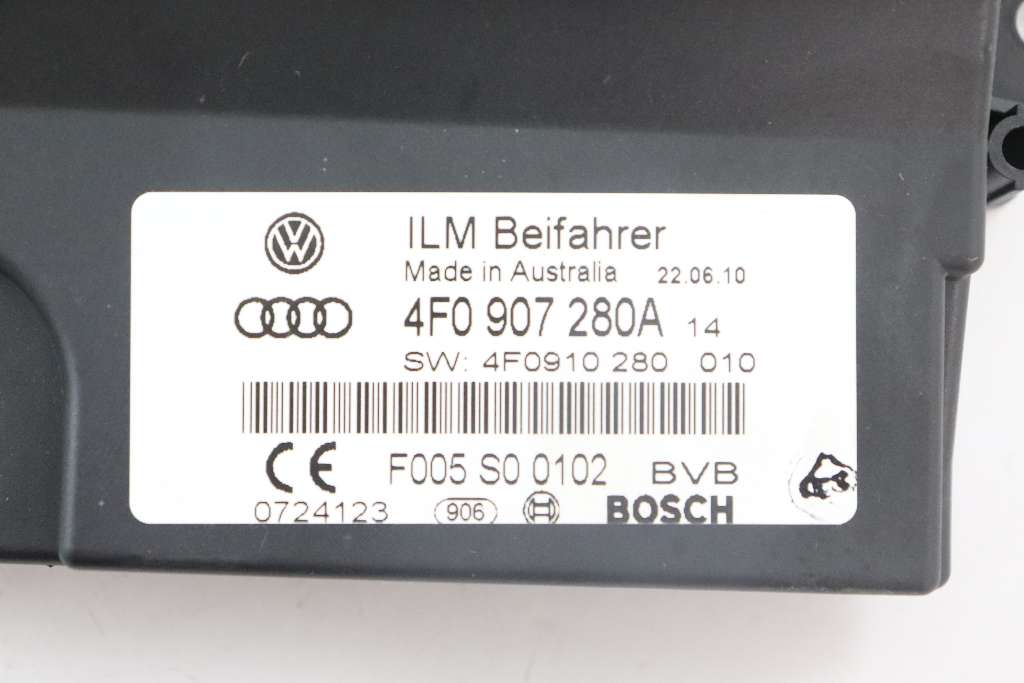 ILM Beifahrer
Made in Australia 22.06.10
4F0 907 280A 14
SW: 4F0910 280 010
CE F005 S0 0102 BVB
0724123 906 BOSCH